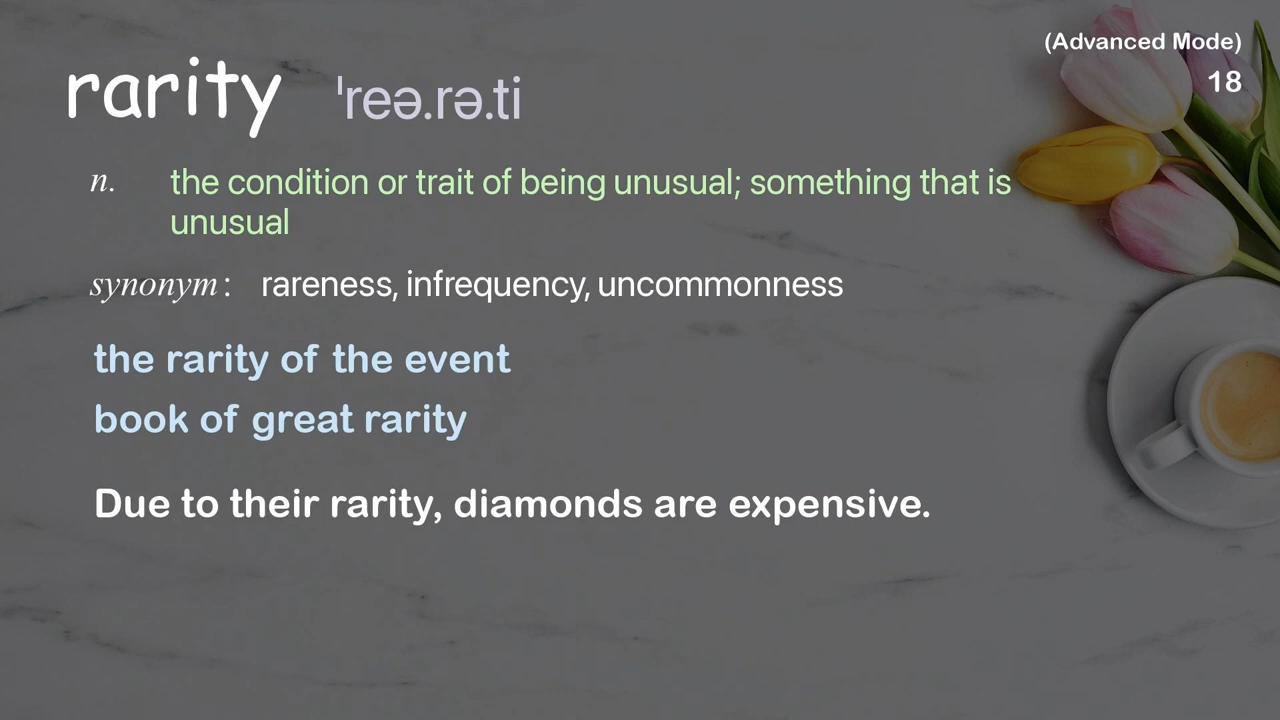 (Advanced Mode)
18
rarity ˈreə.rə.ti
n. the condition or trait of being unusual; something that is
unusual
synonym: rareness, infrequency, uncommonness
the rarity of the event
book of great rarity
Due to their rarity, diamonds are expensive.